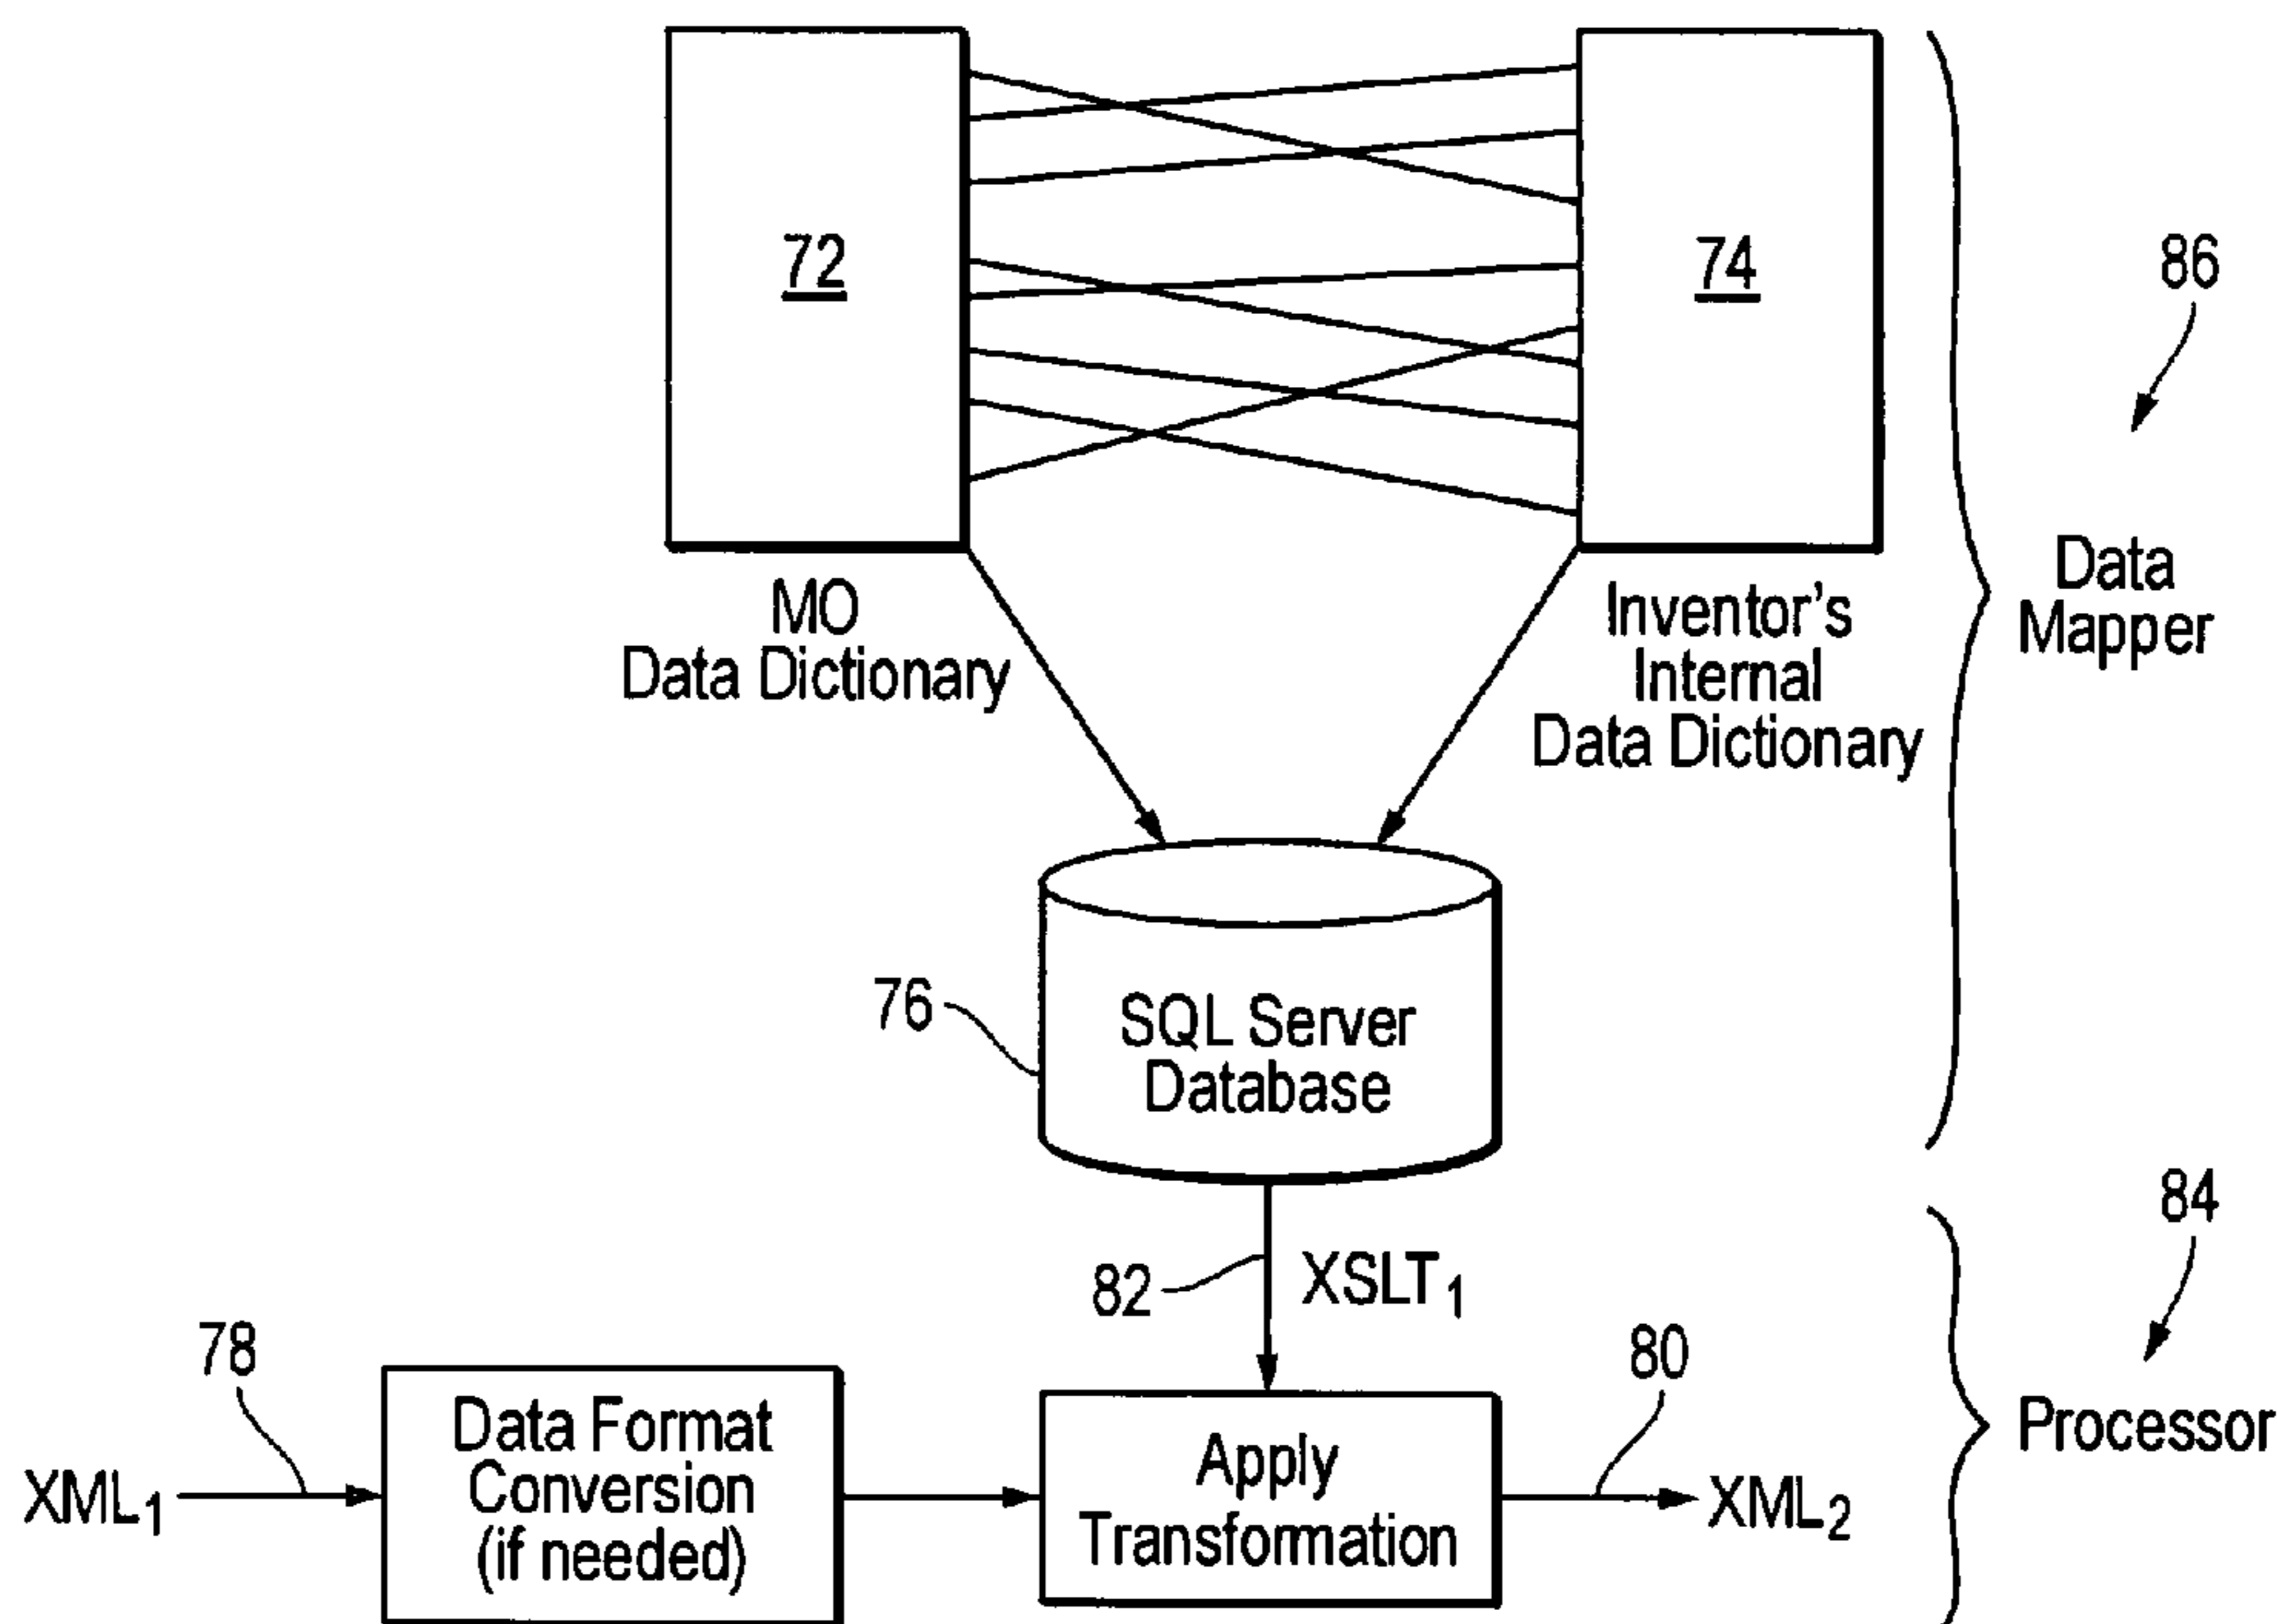 72
74
86
MO
Data Dictionary
Inventor's
Internal
Data Dictionary
Data
Mapper
76
SQL Server
Database
84
82
XSLT1
78
80
XML1
Data Format
Conversion
(if needed)
Apply
Transformation
XML2
Processor